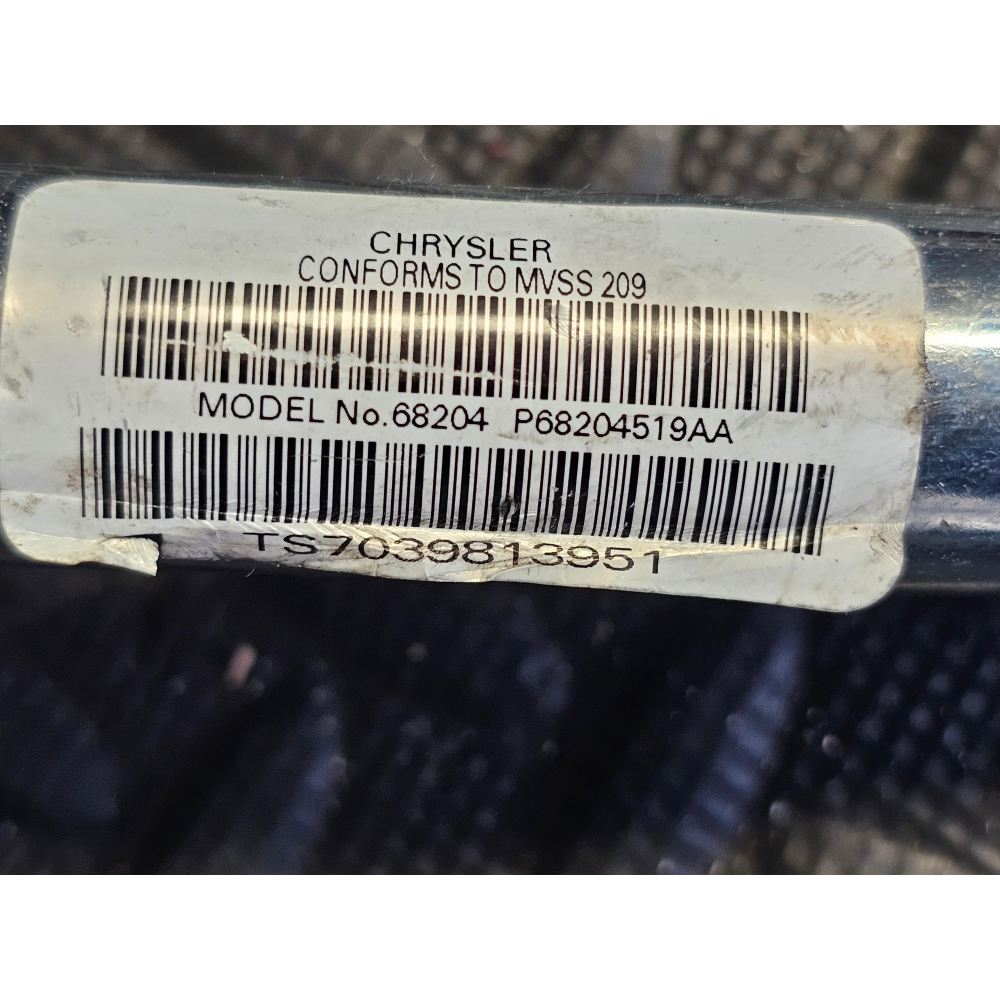 CHRYSLER
CONFORMS TO MVSS 209
MODEL No.68204 P68204519AA
TS7039813951